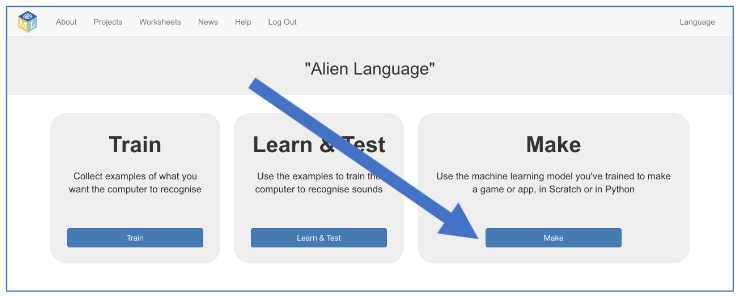 About Projects Worksheets News Help Log Out Language
"Alien Language"
Train
Collect examples of what you
want the computer to recognise
Train
Learn & Test
Use the examples to train the
computer to recognise sounds
Learn & Test
Make
Use the machine learning model you've trained to make
a game or app, in Scratch or in Python
Make